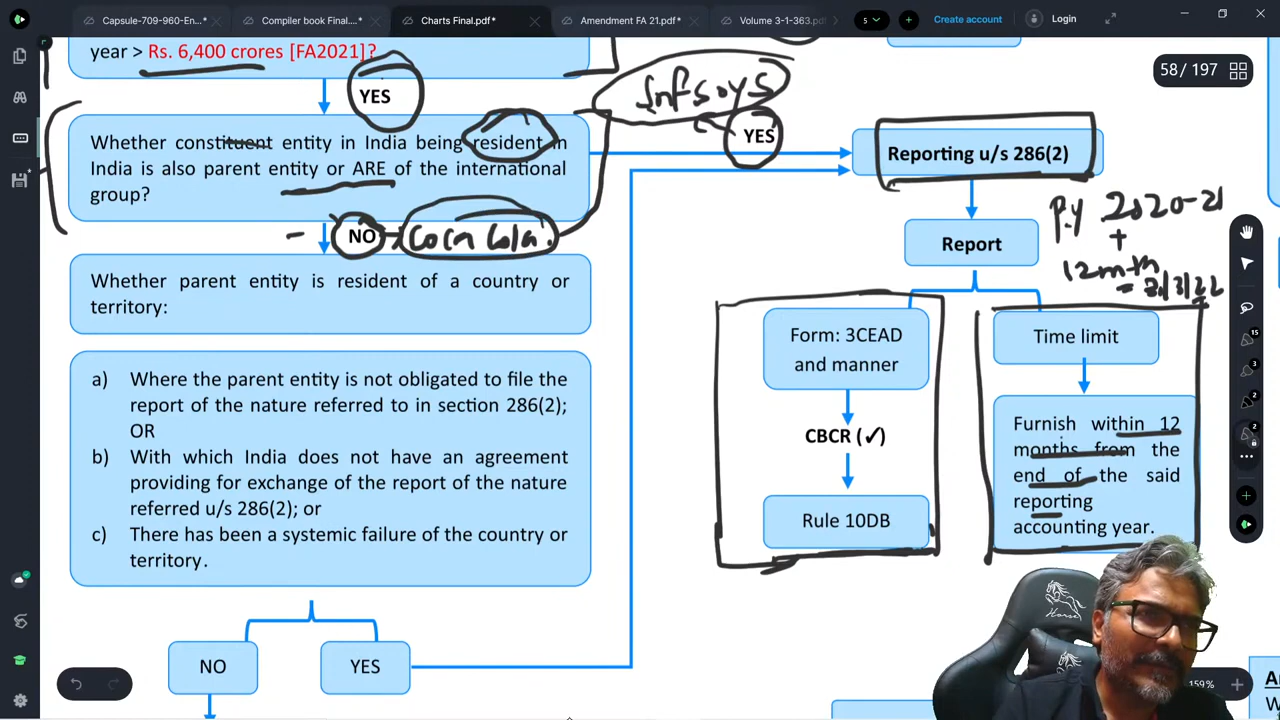 Capsule-709-960-En...*
Compiler book Final....*
Charts Final.pdf*
Amendment FA 21.pdf*
Volume 3-1-363.pd
5
Create account
Login
year > Rs. 6,400 crores [FA2021]?
58 / 197
YES
Infsoys
Whether constituent entity in India being resident in
India is also parent entity or ARE of the international
group?
YES
Reporting u/s 286(2)
P.Y 2020-21
+
12 mth
= 31/3/22
NO
Coca Cola.
Report
Whether parent entity is resident of a country or
territory:
Form: 3CEAD
and manner
Time limit
a) Where the parent entity is not obligated to file the
report of the nature referred to in section 286(2);
OR
b) With which India does not have an agreement
providing for exchange of the report of the nature
referred u/s 286(2); or
c) There has been a systemic failure of the country or
territory.
CBCR (✓)
Rule 10DB
Furnish within 12
months from the
end of the said
reporting
accounting year.
15
3
2
2
NO
YES
159%